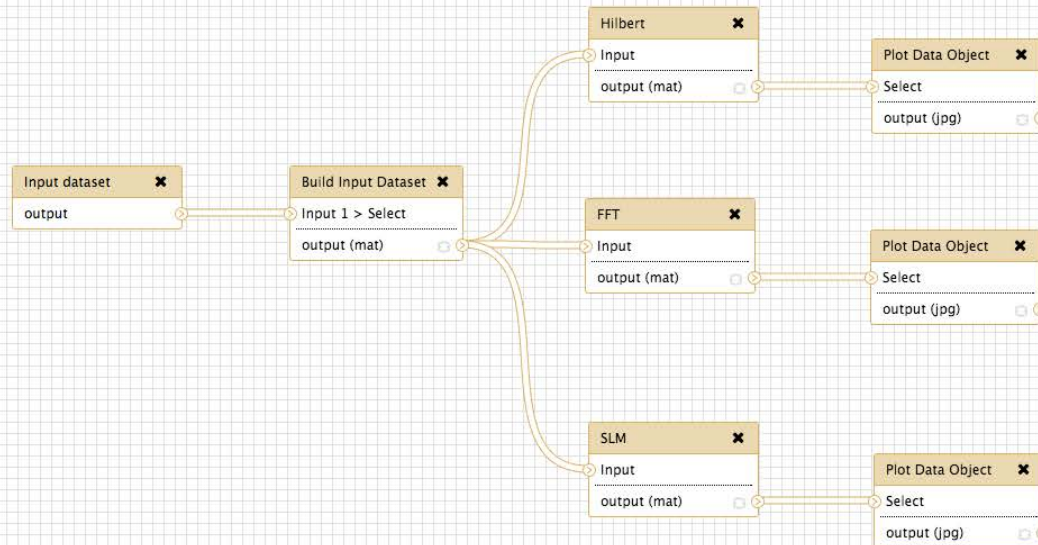 Input dataset
output
Build Input Dataset
Input 1 > Select
output (mat)
Hilbert
Input
output (mat)
Plot Data Object
Select
output (jpg)
FFT
Input
output (mat)
Plot Data Object
Select
output (jpg)
SLM
Input
output (mat)
Plot Data Object
Select
output (jpg)